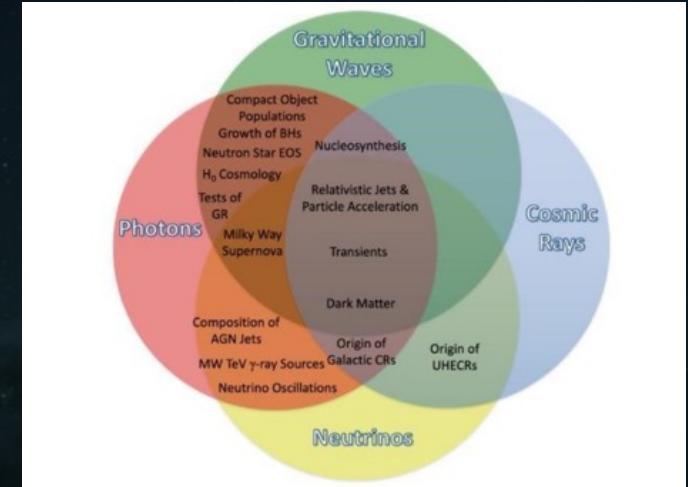 Gravitational
Waves
Compact Object
Populations
Growth of BHs
Neutron Star EOS
H₀ Cosmology
Tests of
GR
Nucleosynthesis
Relativistic Jets &
Particle Acceleration
Photons
Cosmic
Rays
Milky Way
Supernova
Transients
Dark Matter
Composition of
AGN Jets
MW TeV γ-ray Sources
Neutrino Oscillations
Origin of
Galactic CRs
Origin of
UHECRs
Neutrinos